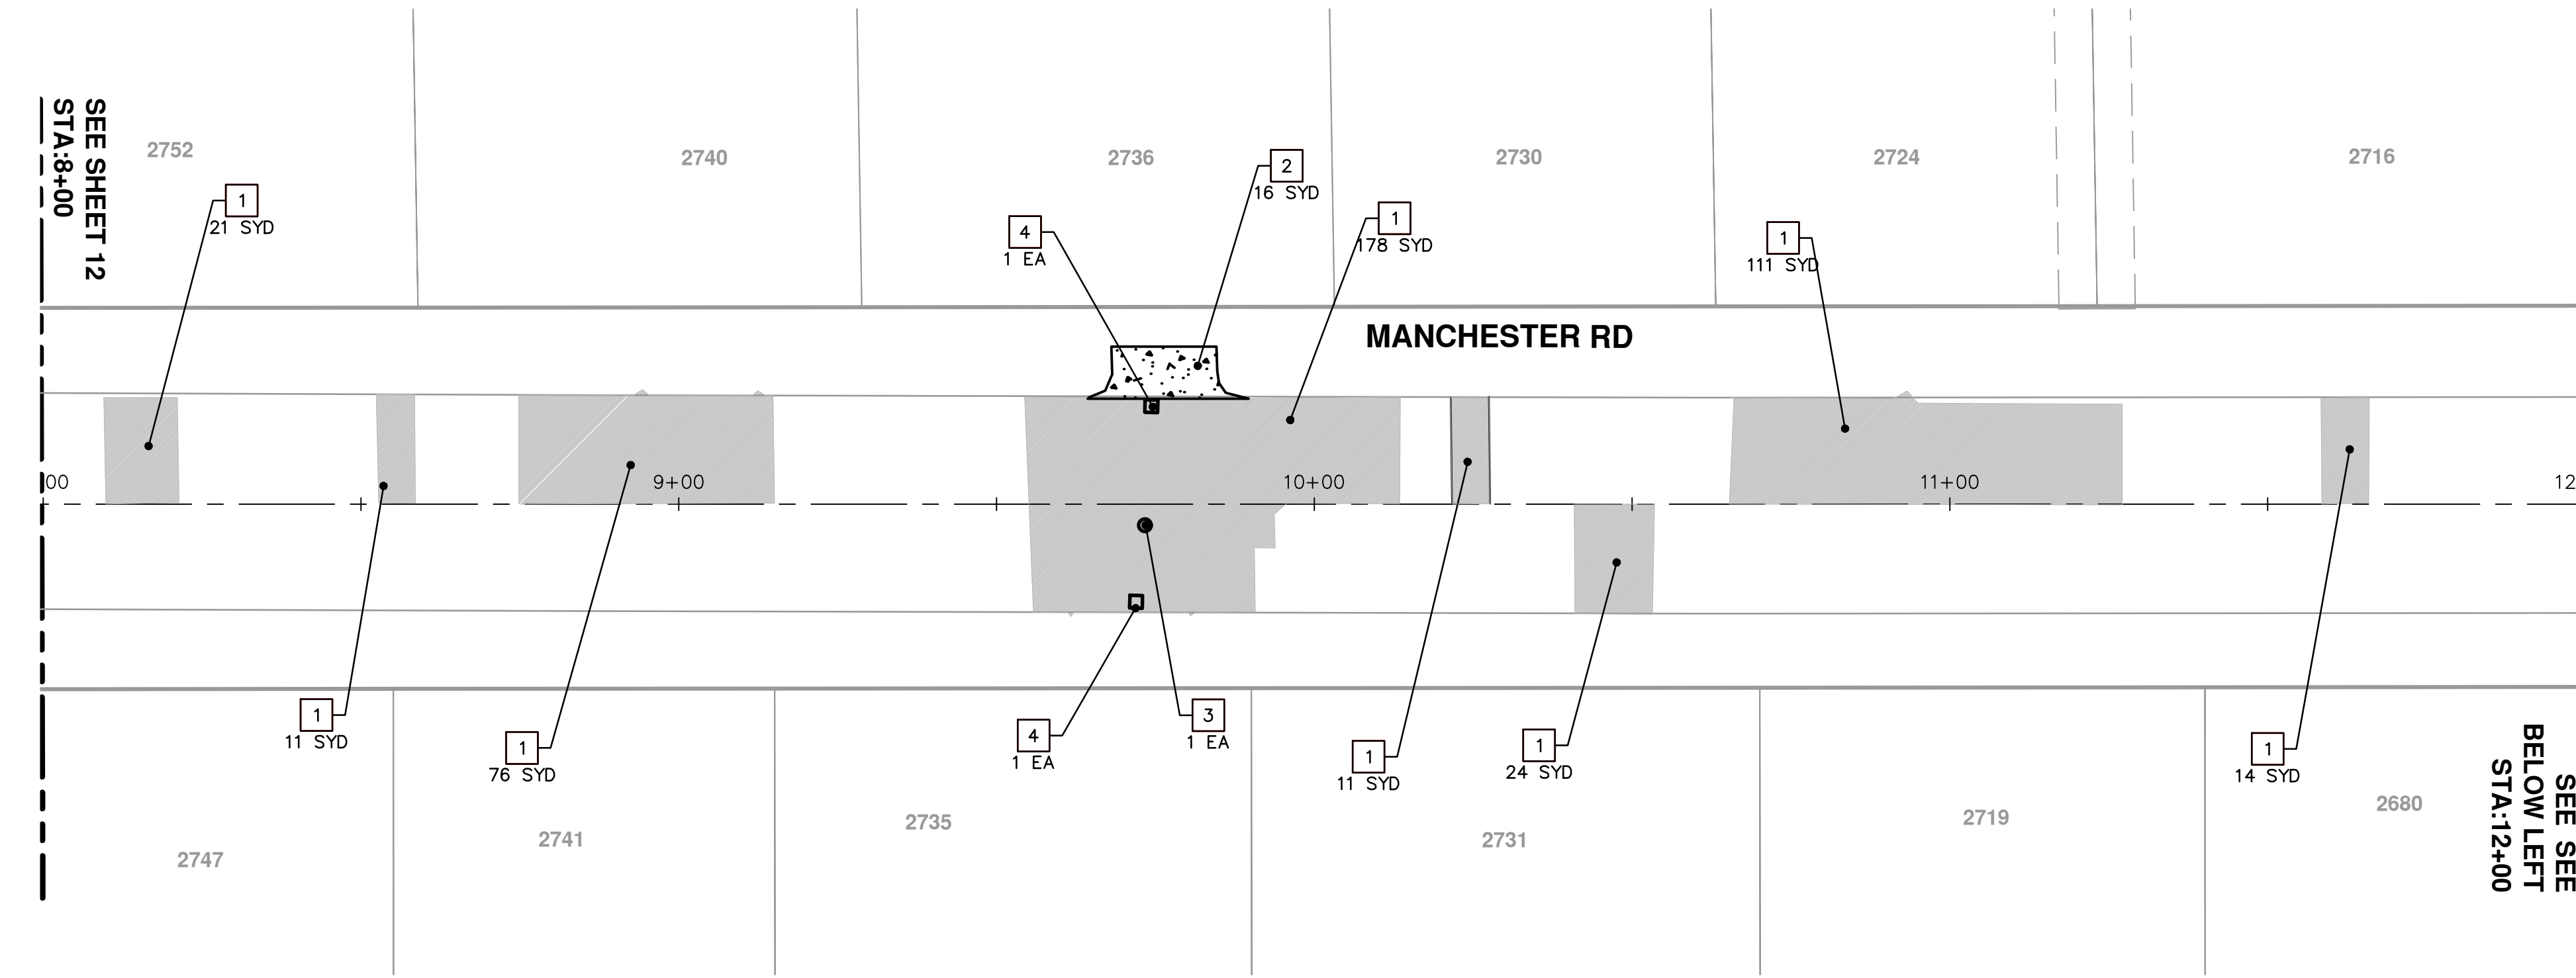 SEE SHEET 12
STA:8+00
2752
2740
2736
2730
2724
2716
1
21 SYD
4
1 EA
2
16 SYD
1
178 SYD
1
111 SYD
MANCHESTER RD
00
9+00
10+00
11+00
12
1
11 SYD
1
76 SYD
4
1 EA
3
1 EA
1
11 SYD
1
24 SYD
1
14 SYD
2747
2741
2735
2731
2719
2680
SEE SEE
BELOW LEFT
STA:12+00